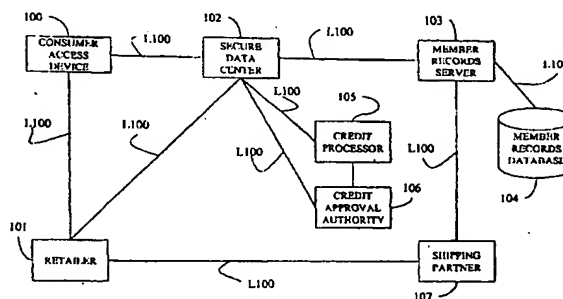 100
CONSUMER
ACCESS
DEVICE
L100
102
SECURE
DATA
CENTER
L100
103
MEMBER
RECORDS
SERVER
L100
L100
L100
105
CREDIT
PROCESSOR
L100
L100
106
CREDIT
APPROVAL
AUTHORITY
L100
MEMBER
RECORDS
DATABASE
104
101
RETAILER
L100
SHIPPING
PARTNER
107